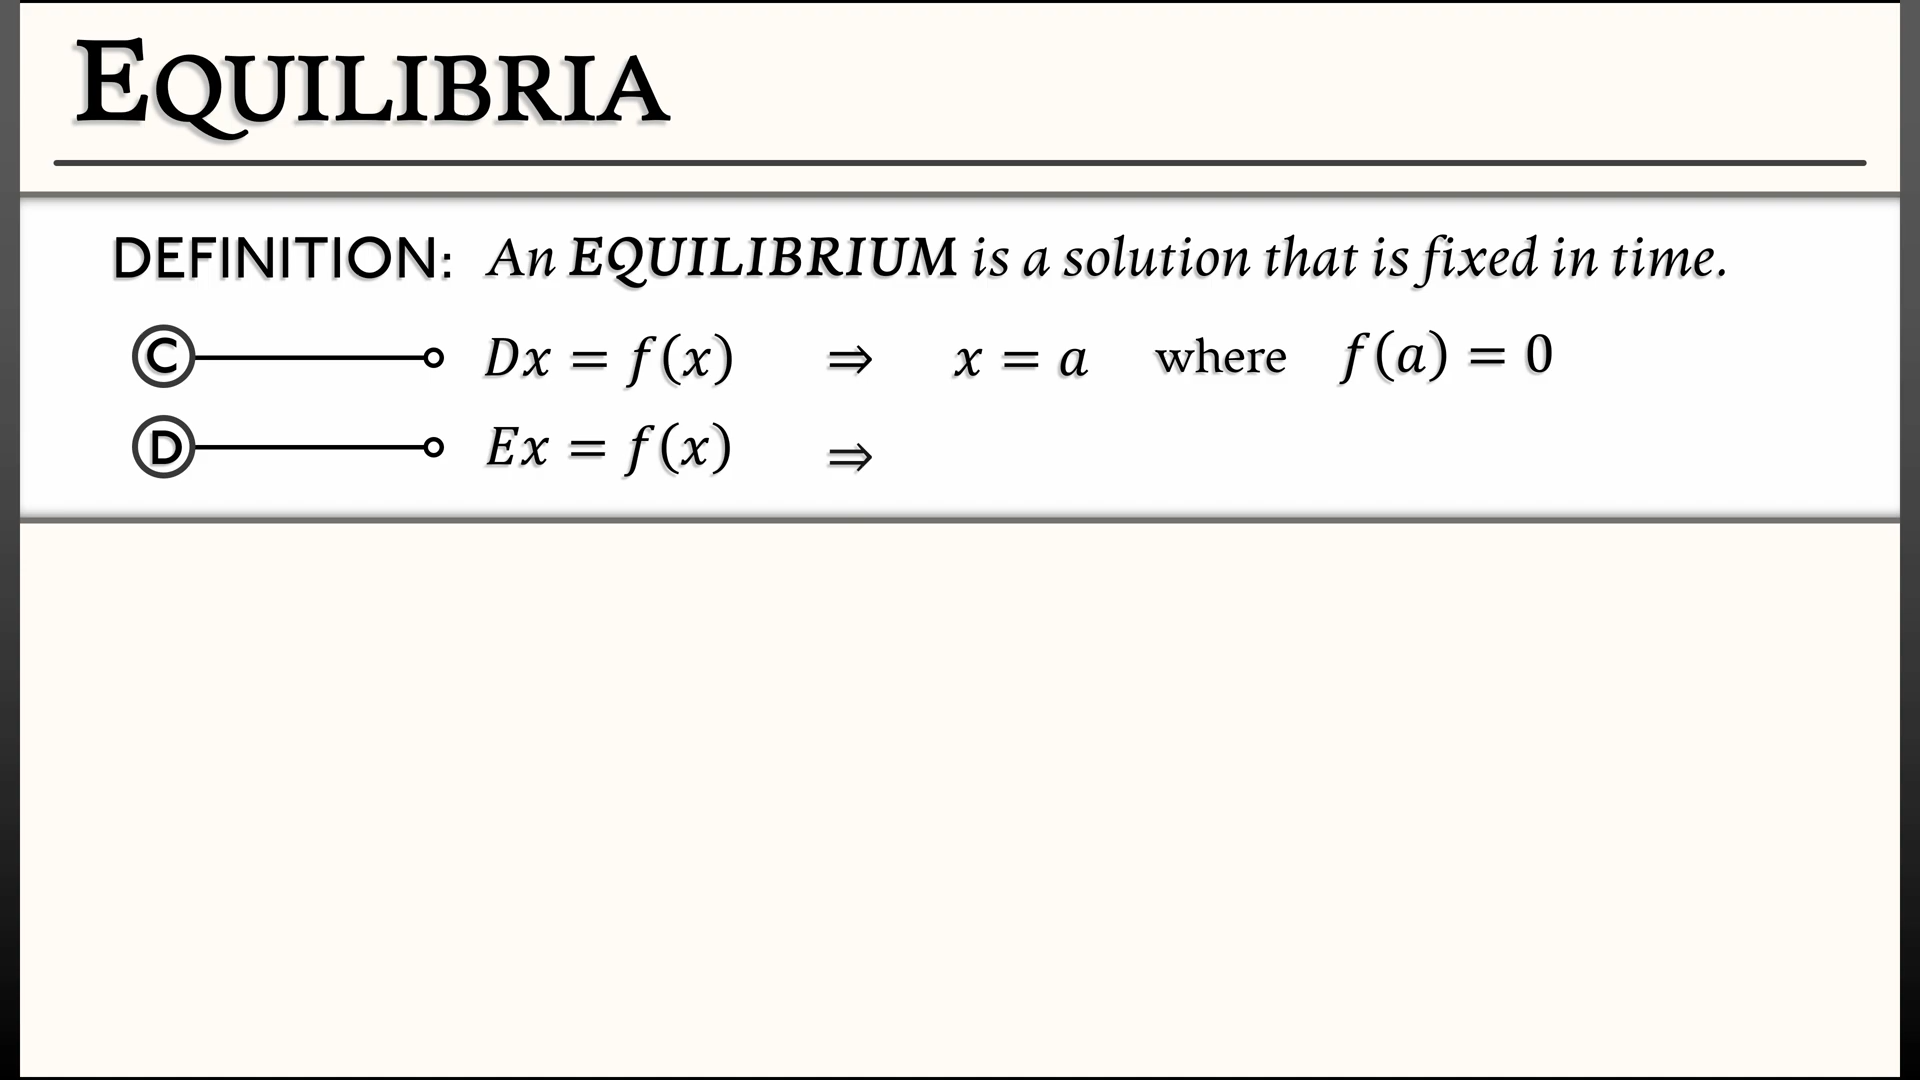 EQUILIBRIA
DEFINITION: An EQUILIBRIUM is a solution that is fixed in time.
C Dx = f(x) ⇒ x = a where f(a) = 0
D Ex = f(x) ⇒